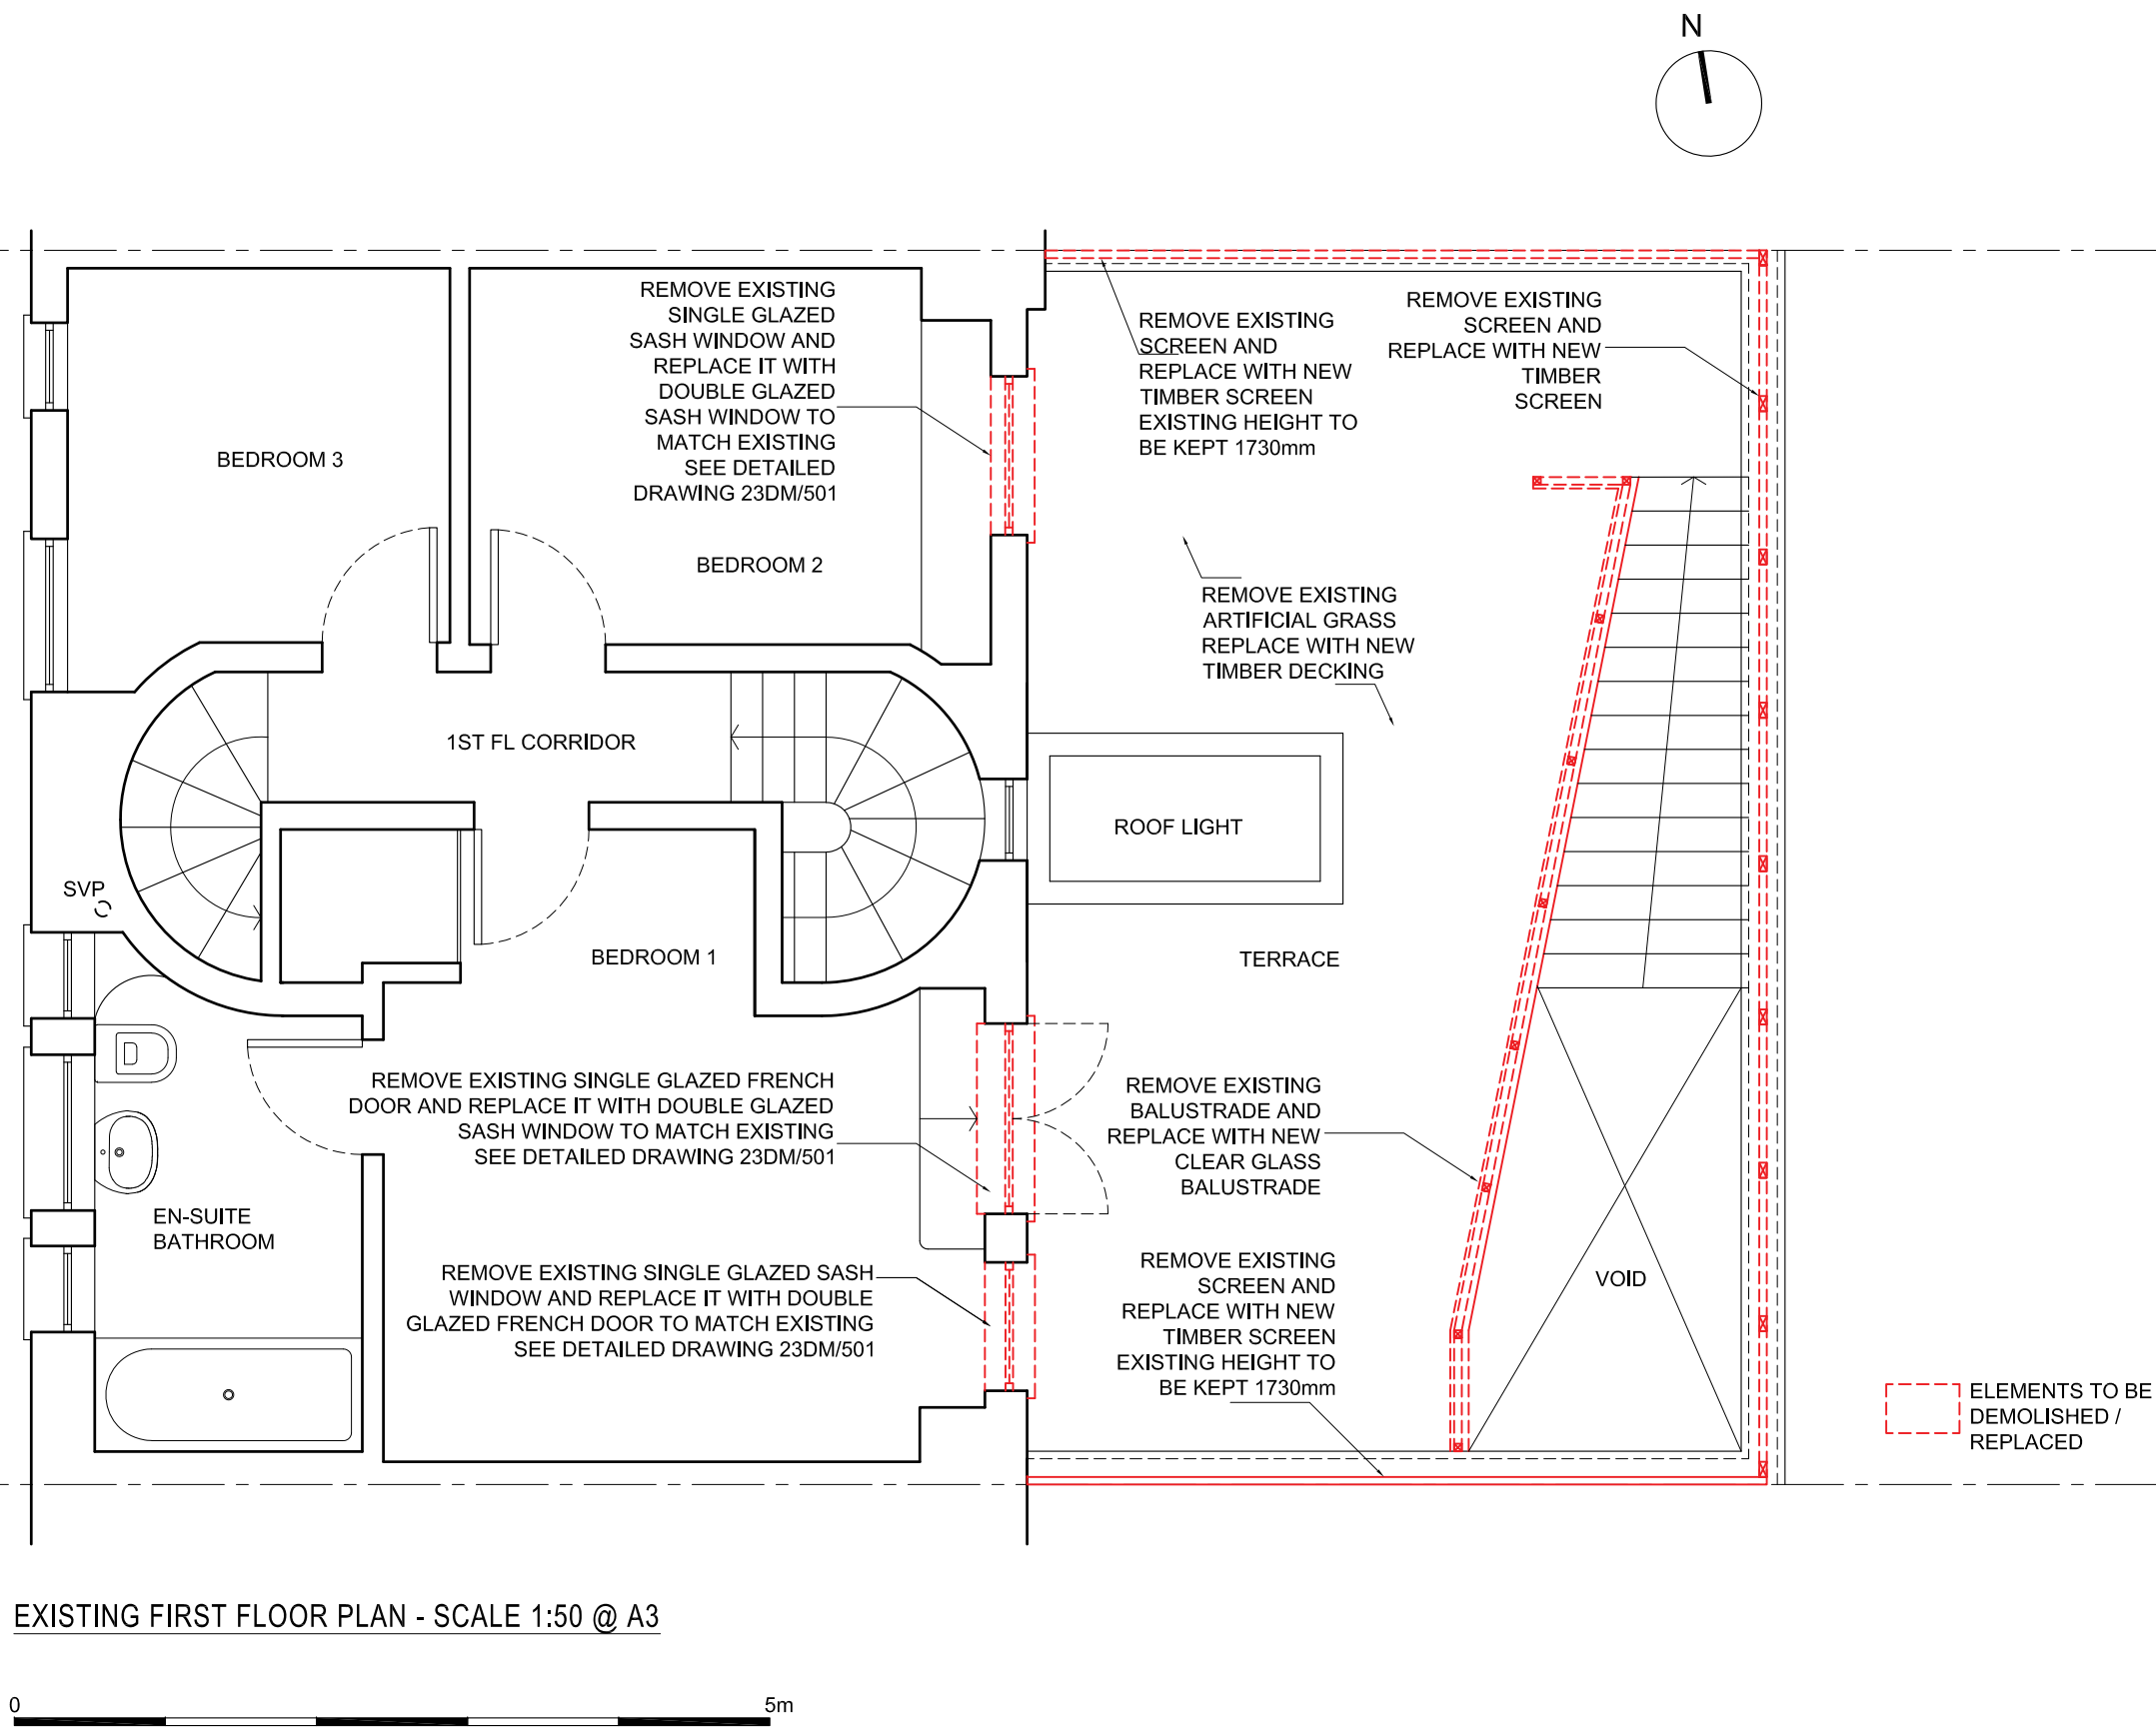 N
REMOVE EXISTING
SINGLE GLAZED
SASH WINDOW AND
REPLACE IT WITH
DOUBLE GLAZED
SASH WINDOW TO
MATCH EXISTING
SEE DETAILED
DRAWING 23DM/501
REMOVE EXISTING
SCREEN AND
REPLACE WITH NEW
TIMBER SCREEN
EXISTING HEIGHT TO
BE KEPT 1730mm
REMOVE EXISTING
SCREEN AND
REPLACE WITH NEW
TIMBER
SCREEN
BEDROOM 3
BEDROOM 2
REMOVE EXISTING
ARTIFICIAL GRASS
REPLACE WITH NEW
TIMBER DECKING
1ST FL CORRIDOR
ROOF LIGHT
SVP
BEDROOM 1
TERRACE
REMOVE EXISTING SINGLE GLAZED FRENCH
DOOR AND REPLACE IT WITH DOUBLE GLAZED
SASH WINDOW TO MATCH EXISTING
SEE DETAILED DRAWING 23DM/501
REMOVE EXISTING
BALUSTRADE AND
REPLACE WITH NEW
CLEAR GLASS
BALUSTRADE
EN-SUITE
BATHROOM
REMOVE EXISTING SINGLE GLAZED SASH
WINDOW AND REPLACE IT WITH DOUBLE
GLAZED FRENCH DOOR TO MATCH EXISTING
SEE DETAILED DRAWING 23DM/501
REMOVE EXISTING
SCREEN AND
REPLACE WITH NEW
TIMBER SCREEN
EXISTING HEIGHT TO
BE KEPT 1730mm
VOID
ELEMENTS TO BE
DEMOLISHED /
REPLACED
EXISTING FIRST FLOOR PLAN - SCALE 1:50 @ A3
0 5m